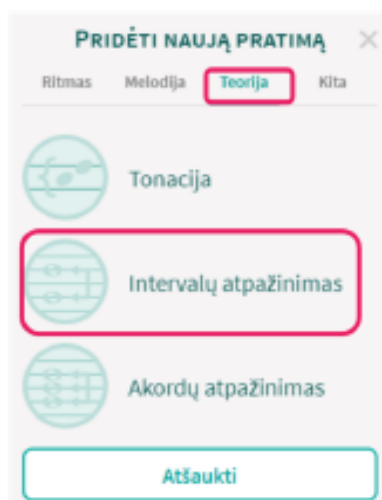 PRIDĖTI NAUJĄ PRATIMĄ
Ritmas Melodija Teorija Kita
Tonacija
Intervalų atpažinimas
Akordų atpažinimas
Atšaukti